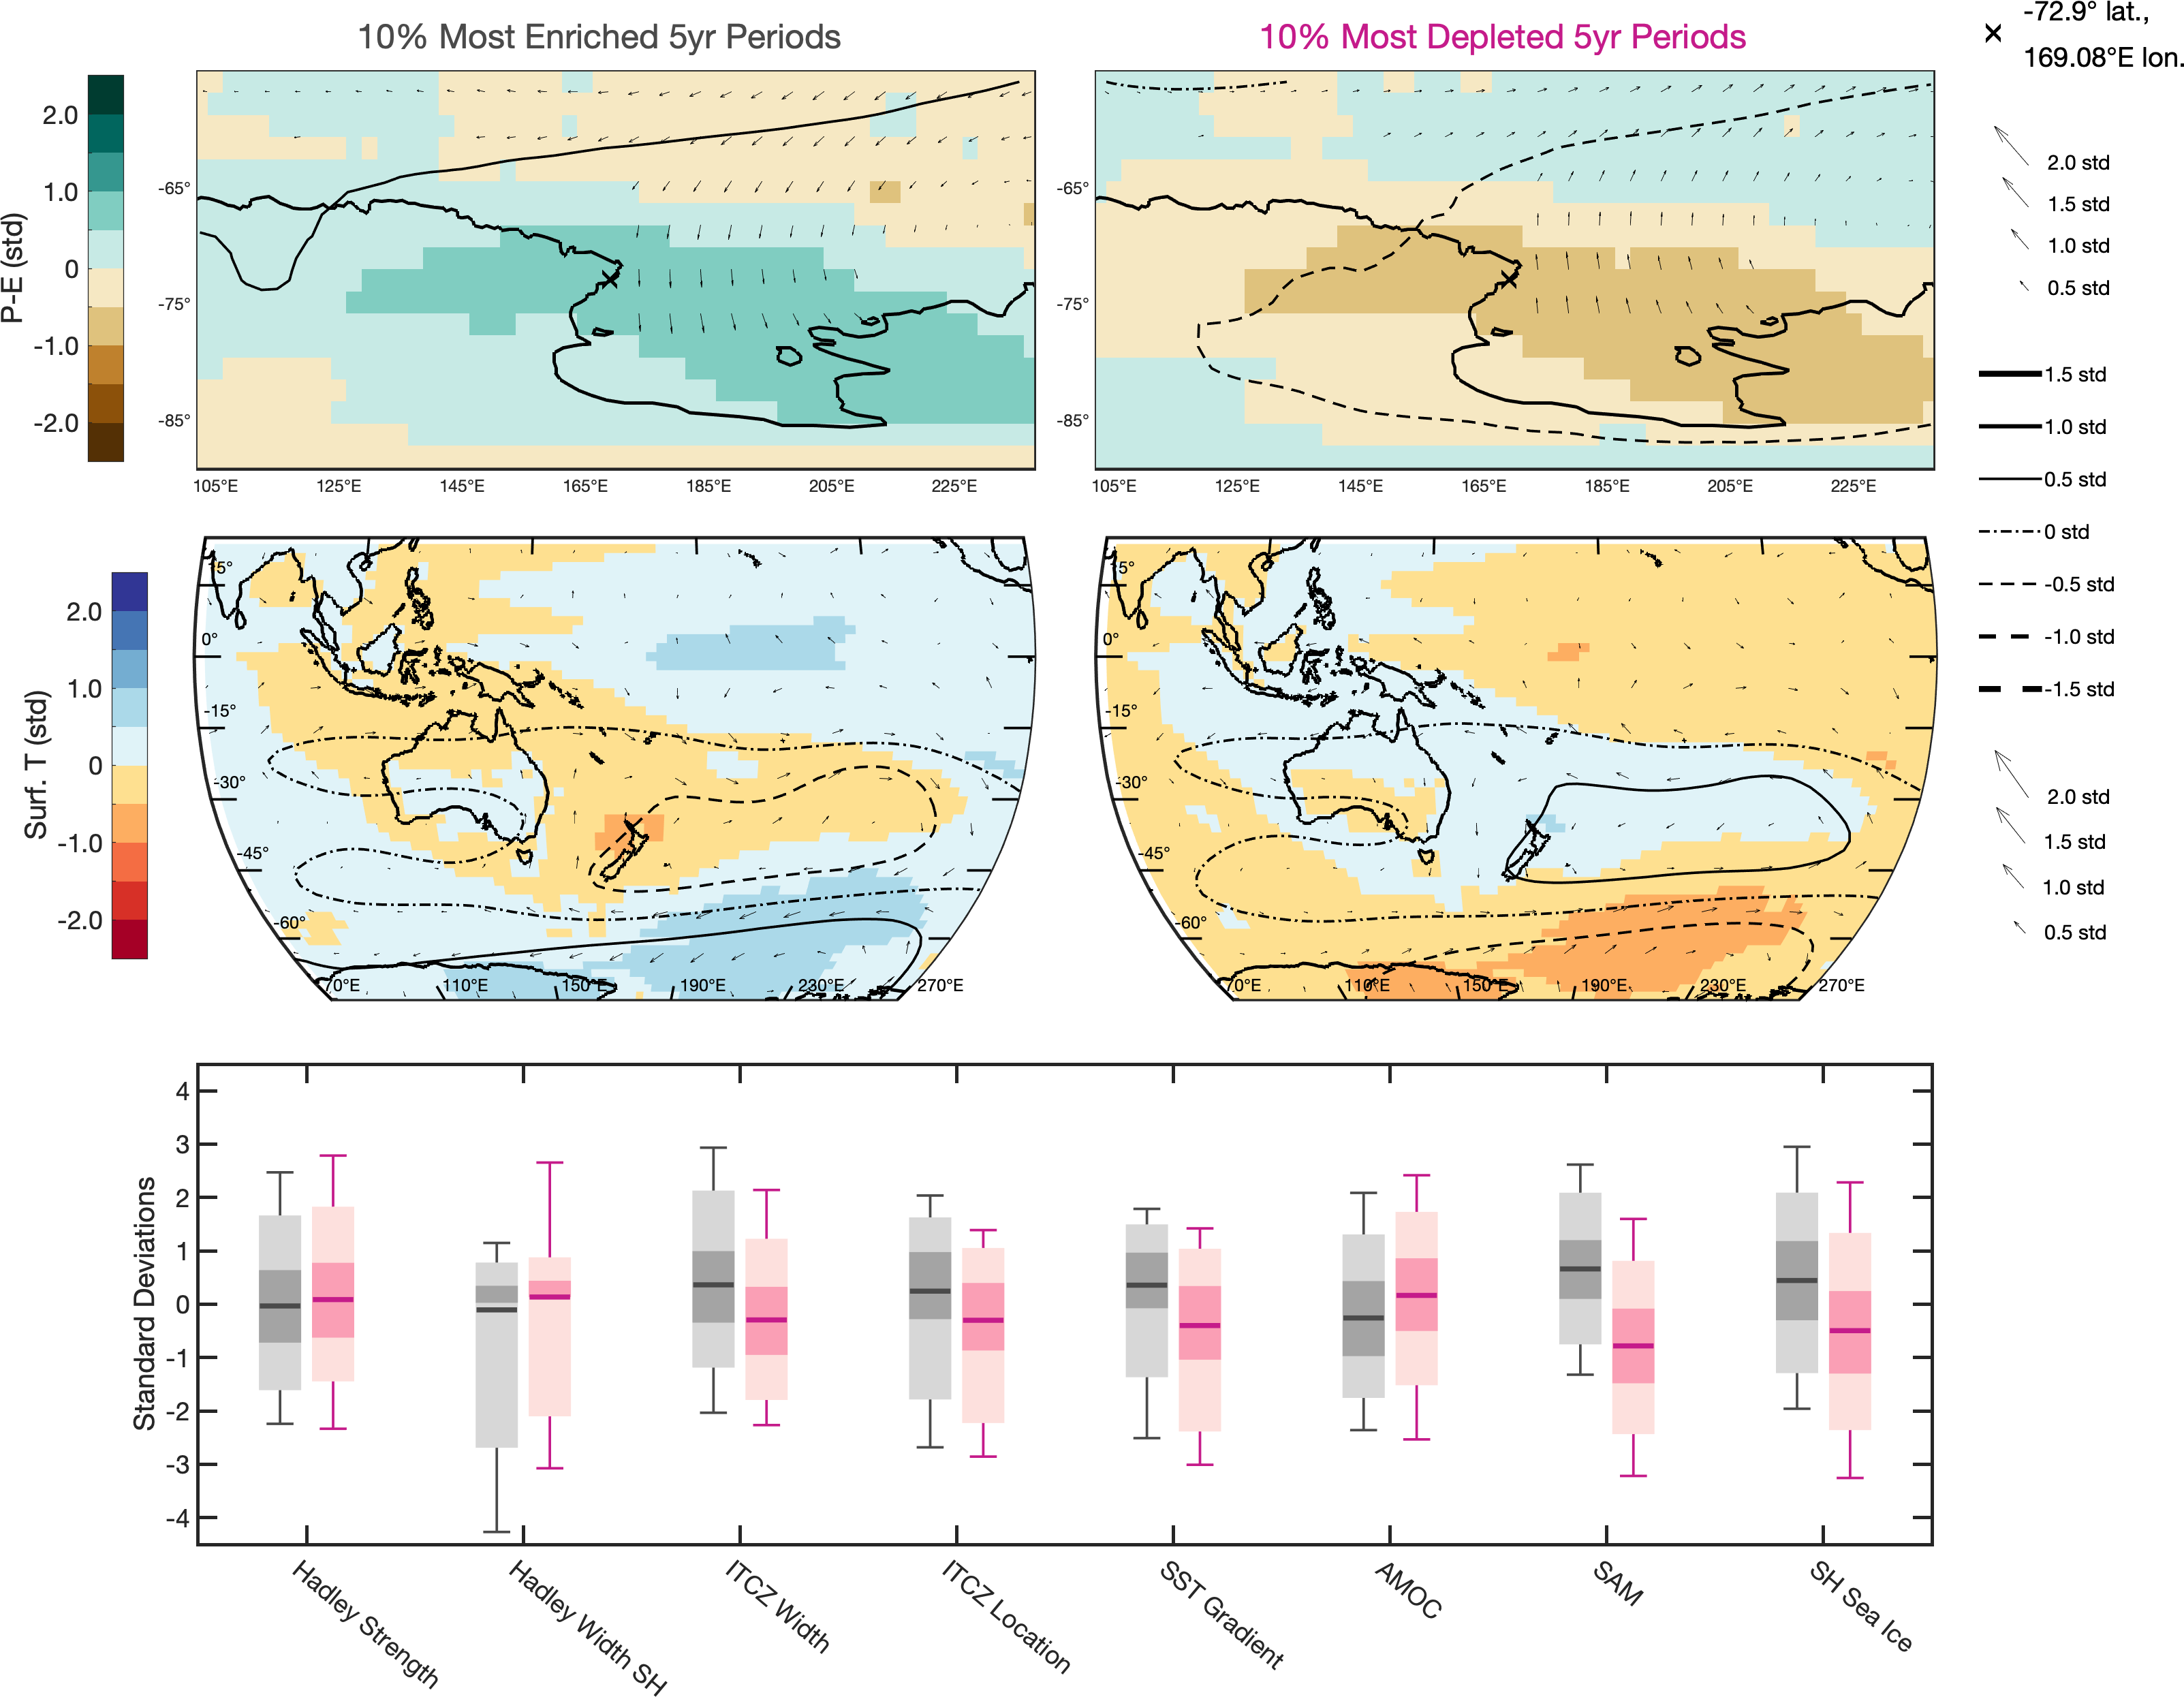 10% Most Enriched 5yr Periods
10% Most Depleted 5yr Periods
-72.9° lat.,
169.08°E lon.
P-E (std)
2.0
1.0
0
-1.0
-2.0
-65°
-75°
-85°
105°E 125°E 145°E 165°E 185°E 205°E 225°E
-65°
-75°
-85°
105°E 125°E 145°E 165°E 185°E 205°E 225°E
2.0 std
1.5 std
1.0 std
0.5 std
1.5 std
1.0 std
0.5 std
0 std
-0.5 std
-1.0 std
-1.5 std
2.0 std
1.5 std
1.0 std
0.5 std
Surf. T (std)
2.0
1.0
0
-1.0
-2.0
5°
0°
-15°
-30°
-45°
-60°
70°E 110°E 150°E 190°E 230°E 270°E
5°
0°
-15°
-30°
-45°
-60°
70°E 110°E 150°E 190°E 230°E 270°E
Standard Deviations
4
3
2
1
0
-1
-2
-3
-4
Hadley Strength
Hadley Width SH
ITCZ Width
ITCZ Location
SST Gradient
AMOC
SAM
SH Sea Ice